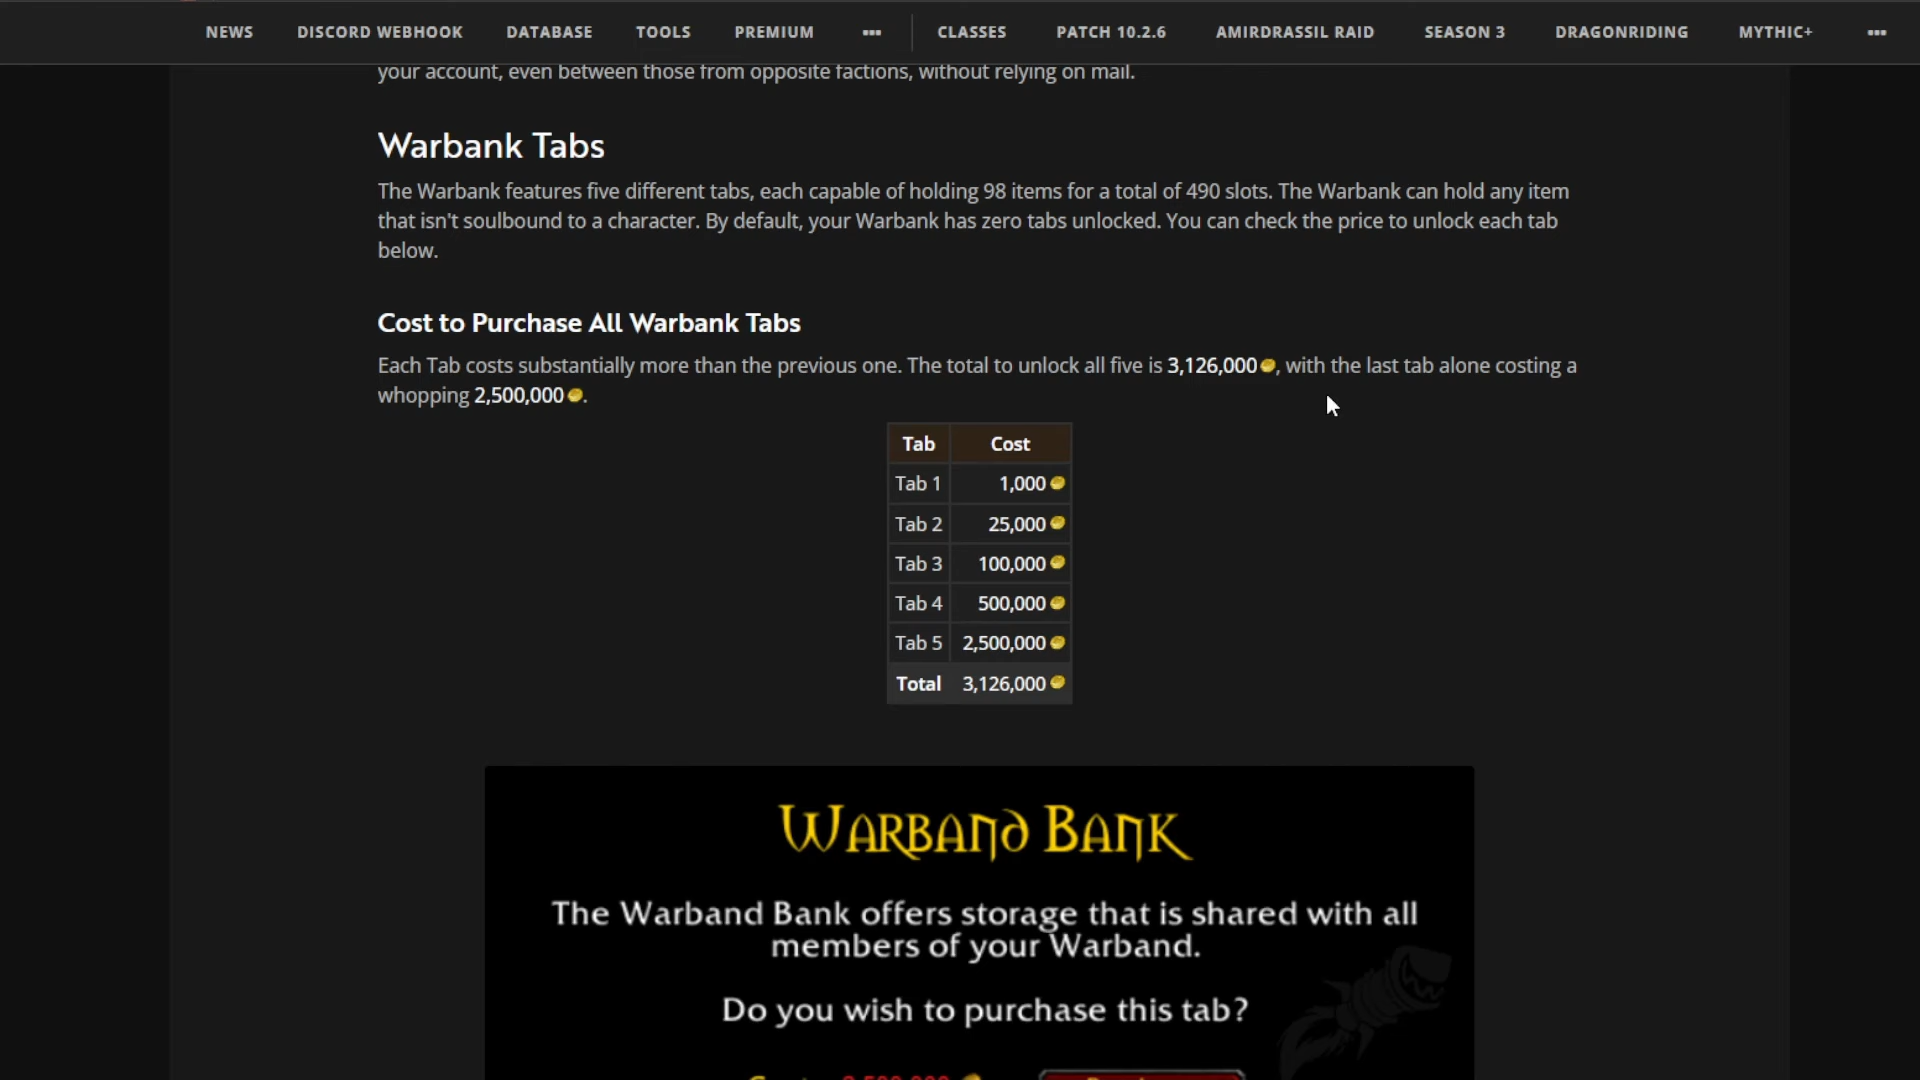 NEWS DISCORD WEBHOOK DATABASE TOOLS PREMIUM ••• CLASSES PATCH 10.2.6 AMIRDRASSIL RAID SEASON 3 DRAGONRIDING MYTHIC+ •••
your account, even between those from opposite factions, without relying on mail.
Warbank Tabs
The Warbank features five different tabs, each capable of holding 98 items for a total of 490 slots. The Warbank can hold any item
that isn't soulbound to a character. By default, your Warbank has zero tabs unlocked. You can check the price to unlock each tab
below.
Cost to Purchase All Warbank Tabs
Each Tab costs substantially more than the previous one. The total to unlock all five is 3,126,000, with the last tab alone costing a
whopping 2,500,000.
Tab Cost
Tab 1 1,000
Tab 2 25,000
Tab 3 100,000
Tab 4 500,000
Tab 5 2,500,000
Total 3,126,000
Warband Bank
The Warband Bank offers storage that is shared with all
members of your Warband.
Do you wish to purchase this tab?